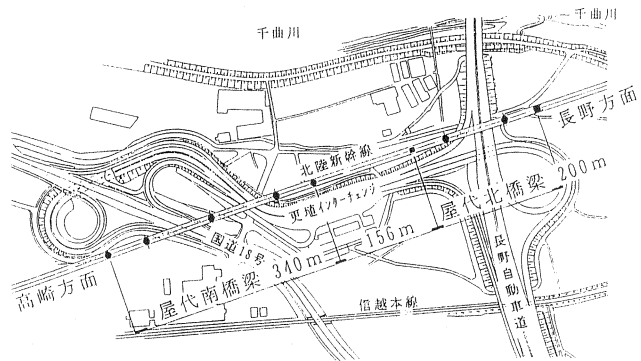 千曲川
千曲川
長野方面
北陸新幹線
更埴インターチェンジ
屋代北橋梁 200m
156m
国道18号
屋代南橋梁 340m
高崎方面
信越本線
長野自動車道